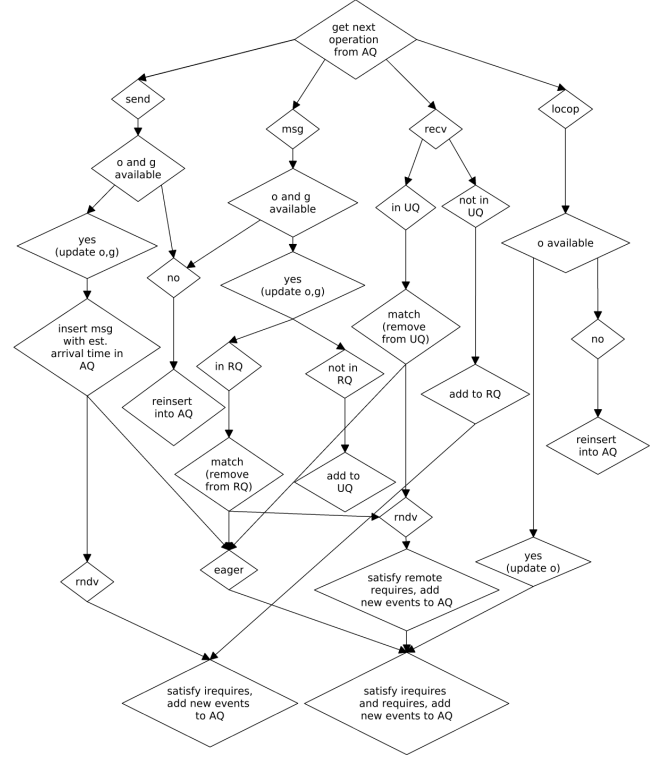 get next
operation
from AQ
send
msg
recv
locop
o and g
available
o and g
available
in UQ
not in
UQ
o available
yes
(update o,g)
no
yes
(update o,g)
match
(remove
from UQ)
no
insert msg
with est.
arrival time in
AQ
in RQ
not in
RQ
add to RQ
reinsert
into AQ
reinsert
into AQ
match
(remove
from RQ)
add to
UQ
rndv
rndv
eager
satisfy remote
requires, add
new events to AQ
yes
(update o)
satisfy irequires,
add new events
to AQ
satisfy irequires
and requires, add
new events to AQ